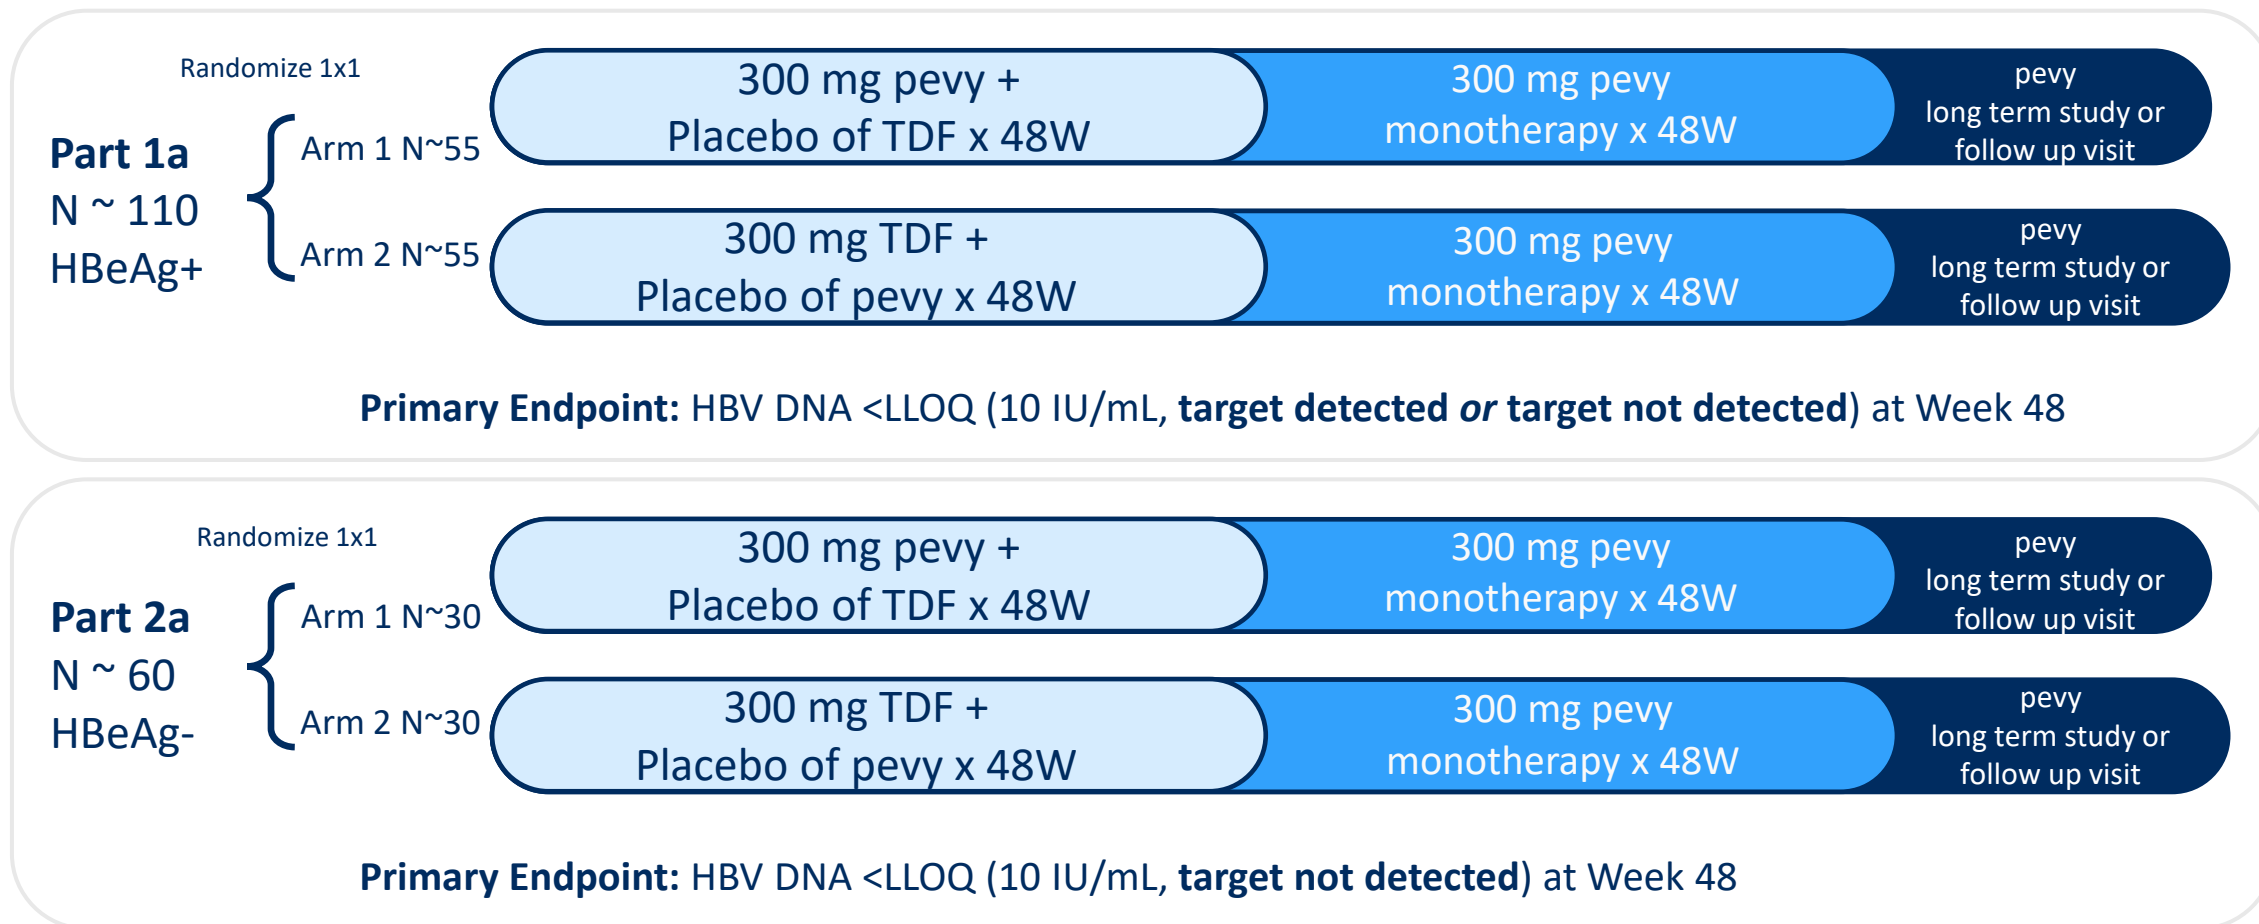 Randomize 1x1
Part 1a
N ~ 110
HBeAg+
Arm 1 N~55
300 mg pevy +
Placebo of TDF x 48W
300 mg pevy
monotherapy x 48W
pevy
long term study or
follow up visit
Arm 2 N~55
300 mg TDF +
Placebo of pevy x 48W
300 mg pevy
monotherapy x 48W
pevy
long term study or
follow up visit
Primary Endpoint: HBV DNA <LLOQ (10 IU/mL, target detected or target not detected) at Week 48
Randomize 1x1
Part 2a
N ~ 60
HBeAg-
Arm 1 N~30
300 mg pevy +
Placebo of TDF x 48W
300 mg pevy
monotherapy x 48W
pevy
long term study or
follow up visit
Arm 2 N~30
300 mg TDF +
Placebo of pevy x 48W
300 mg pevy
monotherapy x 48W
pevy
long term study or
follow up visit
Primary Endpoint: HBV DNA <LLOQ (10 IU/mL, target not detected) at Week 48